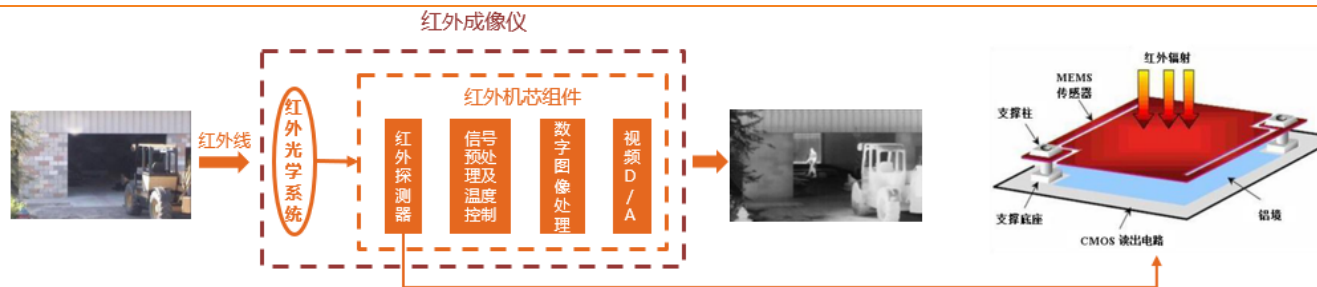 红外成像仪
红外线
红外光学系统
红外机芯组件
红外探测器
信号
预处
理及
温度
控制
数字图像处理
视频D/A
红外辐射
MEMS
传感器
支撑柱
支撑底座
铝境
CMOS 读出电路